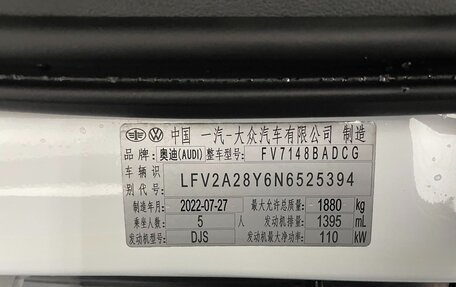 中国 一汽-大众汽车有限公司 制造
品牌: 奥迪(AUDI) 整车型号: FV7148BADCG
车辆识别代号: LFV2A28Y6N6525394
制造年月: 2022-07-27 最大允许总质量: 1880 kg
乘坐人数: 5 人 发动机排量: 1395 mL
发动机型号: DJS 发动机最大净功率: 110 kW